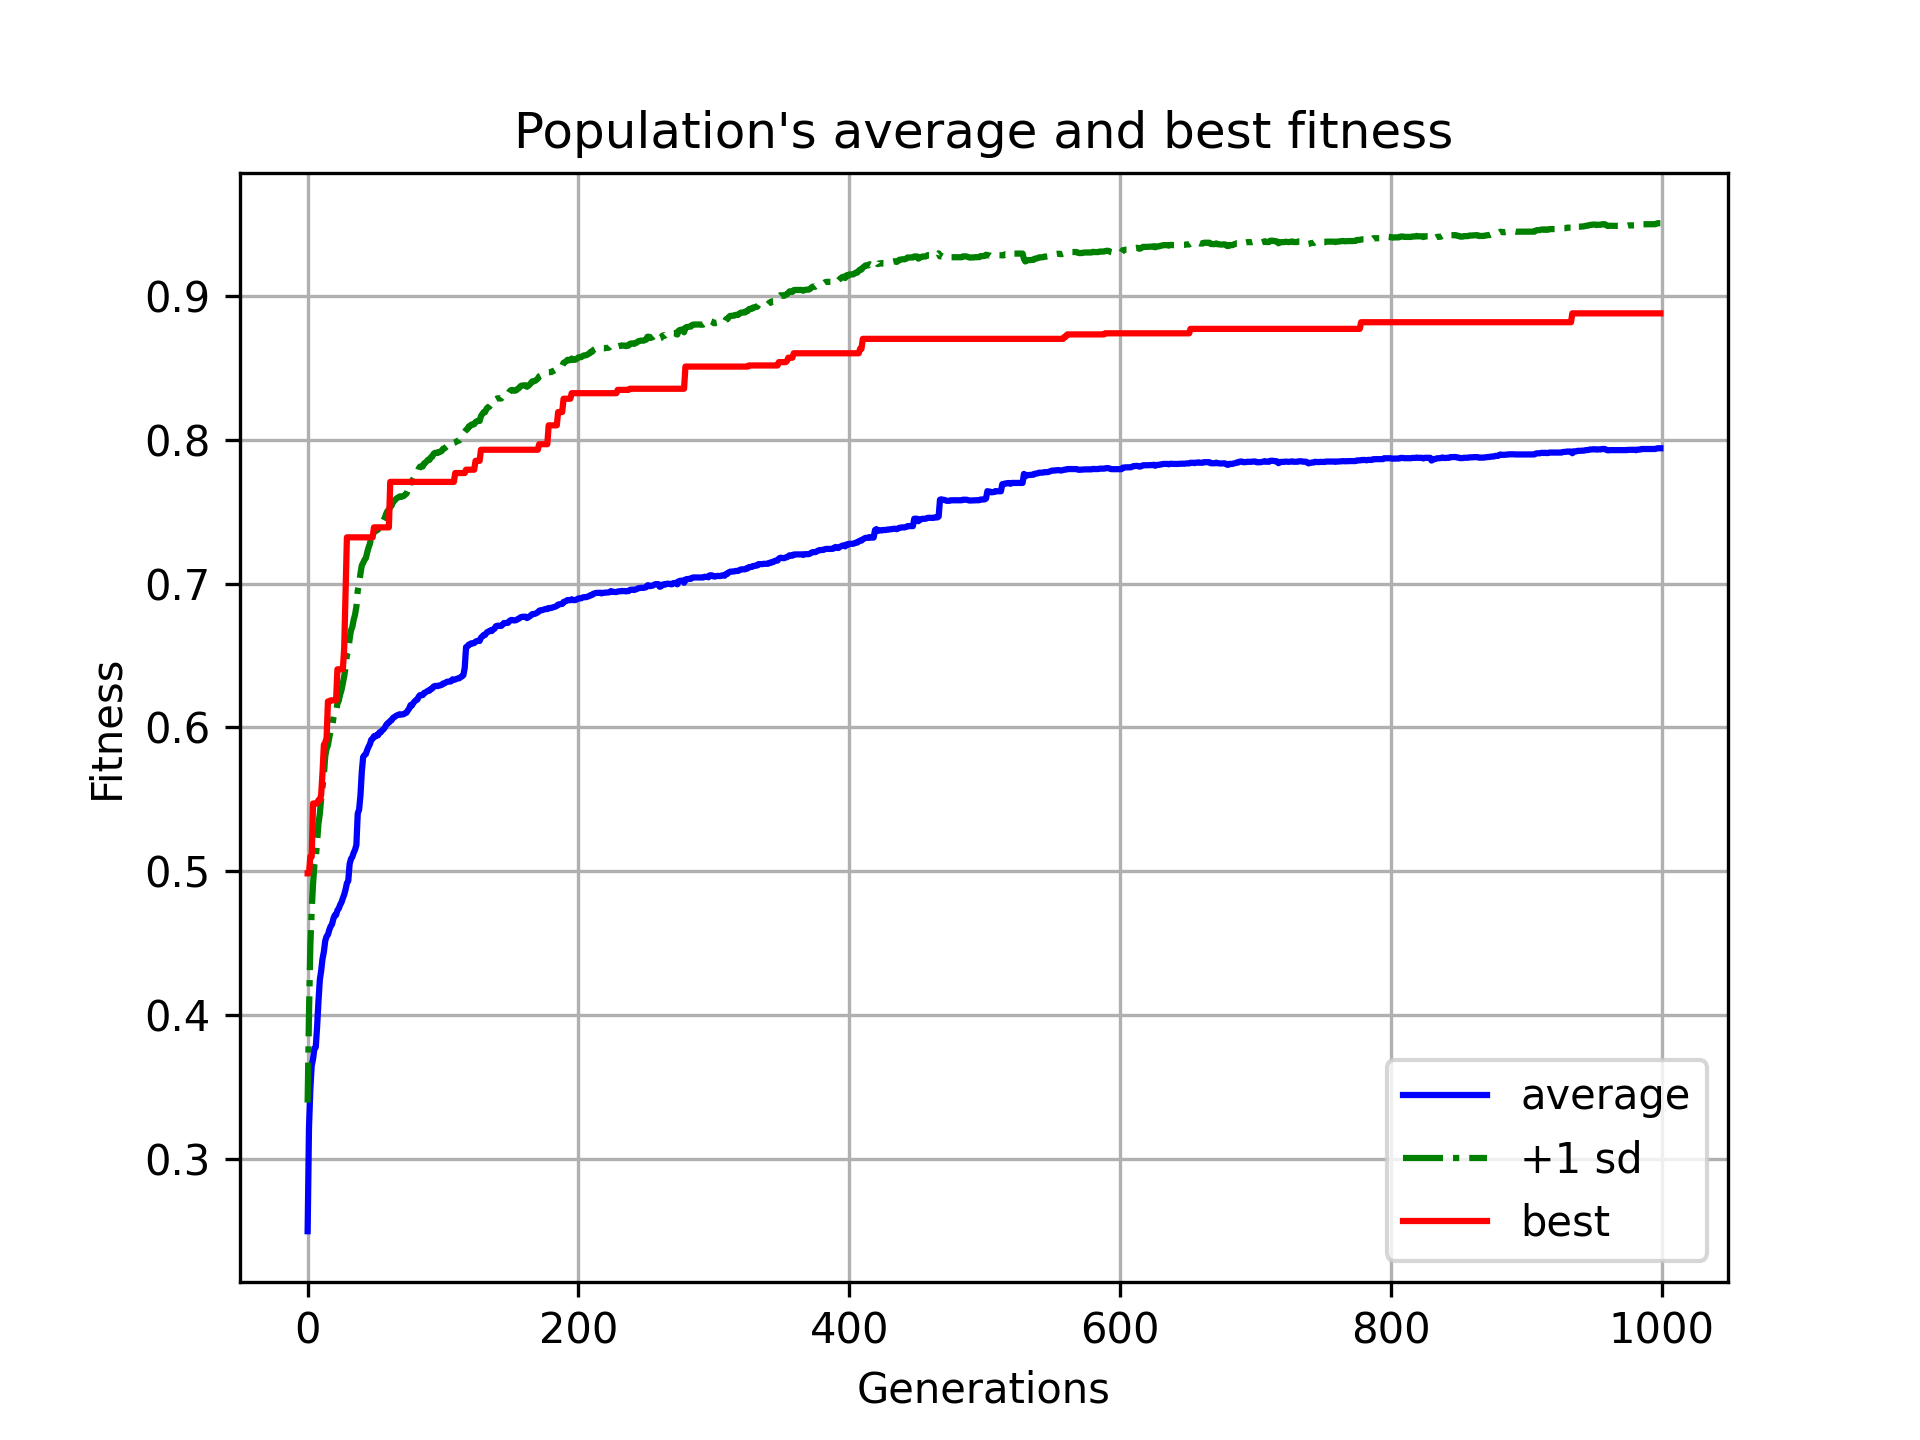 Population's average and best fitness
Fitness
0.9
0.8
0.7
0.6
0.5
0.4
0.3
0
200
400
600
800
1000
Generations
average
+1 sd
best